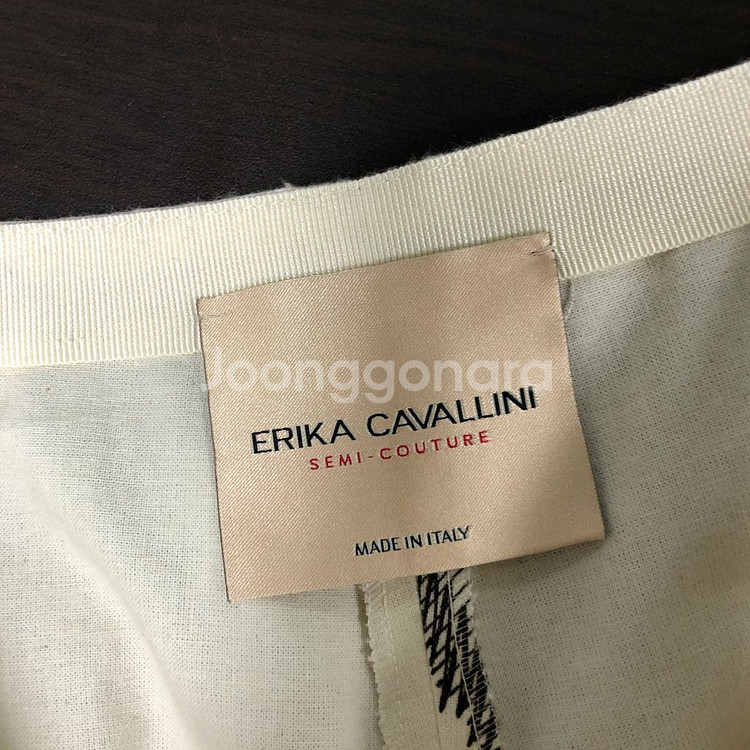 Joonggonara
ERIKA CAVALLINI
SEMI-COUTURE
MADE IN ITALY